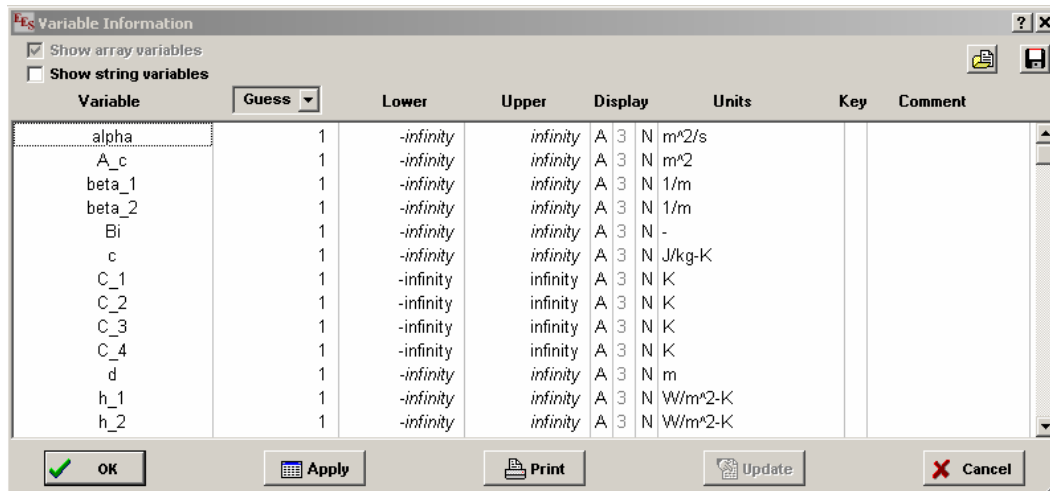 EES Variable Information
Show array variables
Show string variables
Variable Guess Lower Upper Display Units Key Comment
alpha 1 -infinity infinity A 3 N m^2/s
A_c 1 -infinity infinity A 3 N m^2
beta_1 1 -infinity infinity A 3 N 1/m
beta_2 1 -infinity infinity A 3 N 1/m
Bi 1 -infinity infinity A 3 N -
c 1 -infinity infinity A 3 N J/kg-K
C_1 1 -infinity infinity A 3 N K
C_2 1 -infinity infinity A 3 N K
C_3 1 -infinity infinity A 3 N K
C_4 1 -infinity infinity A 3 N K
d 1 -infinity infinity A 3 N m
h_1 1 -infinity infinity A 3 N W/m^2-K
h_2 1 -infinity infinity A 3 N W/m^2-K
OK Apply Print Update Cancel